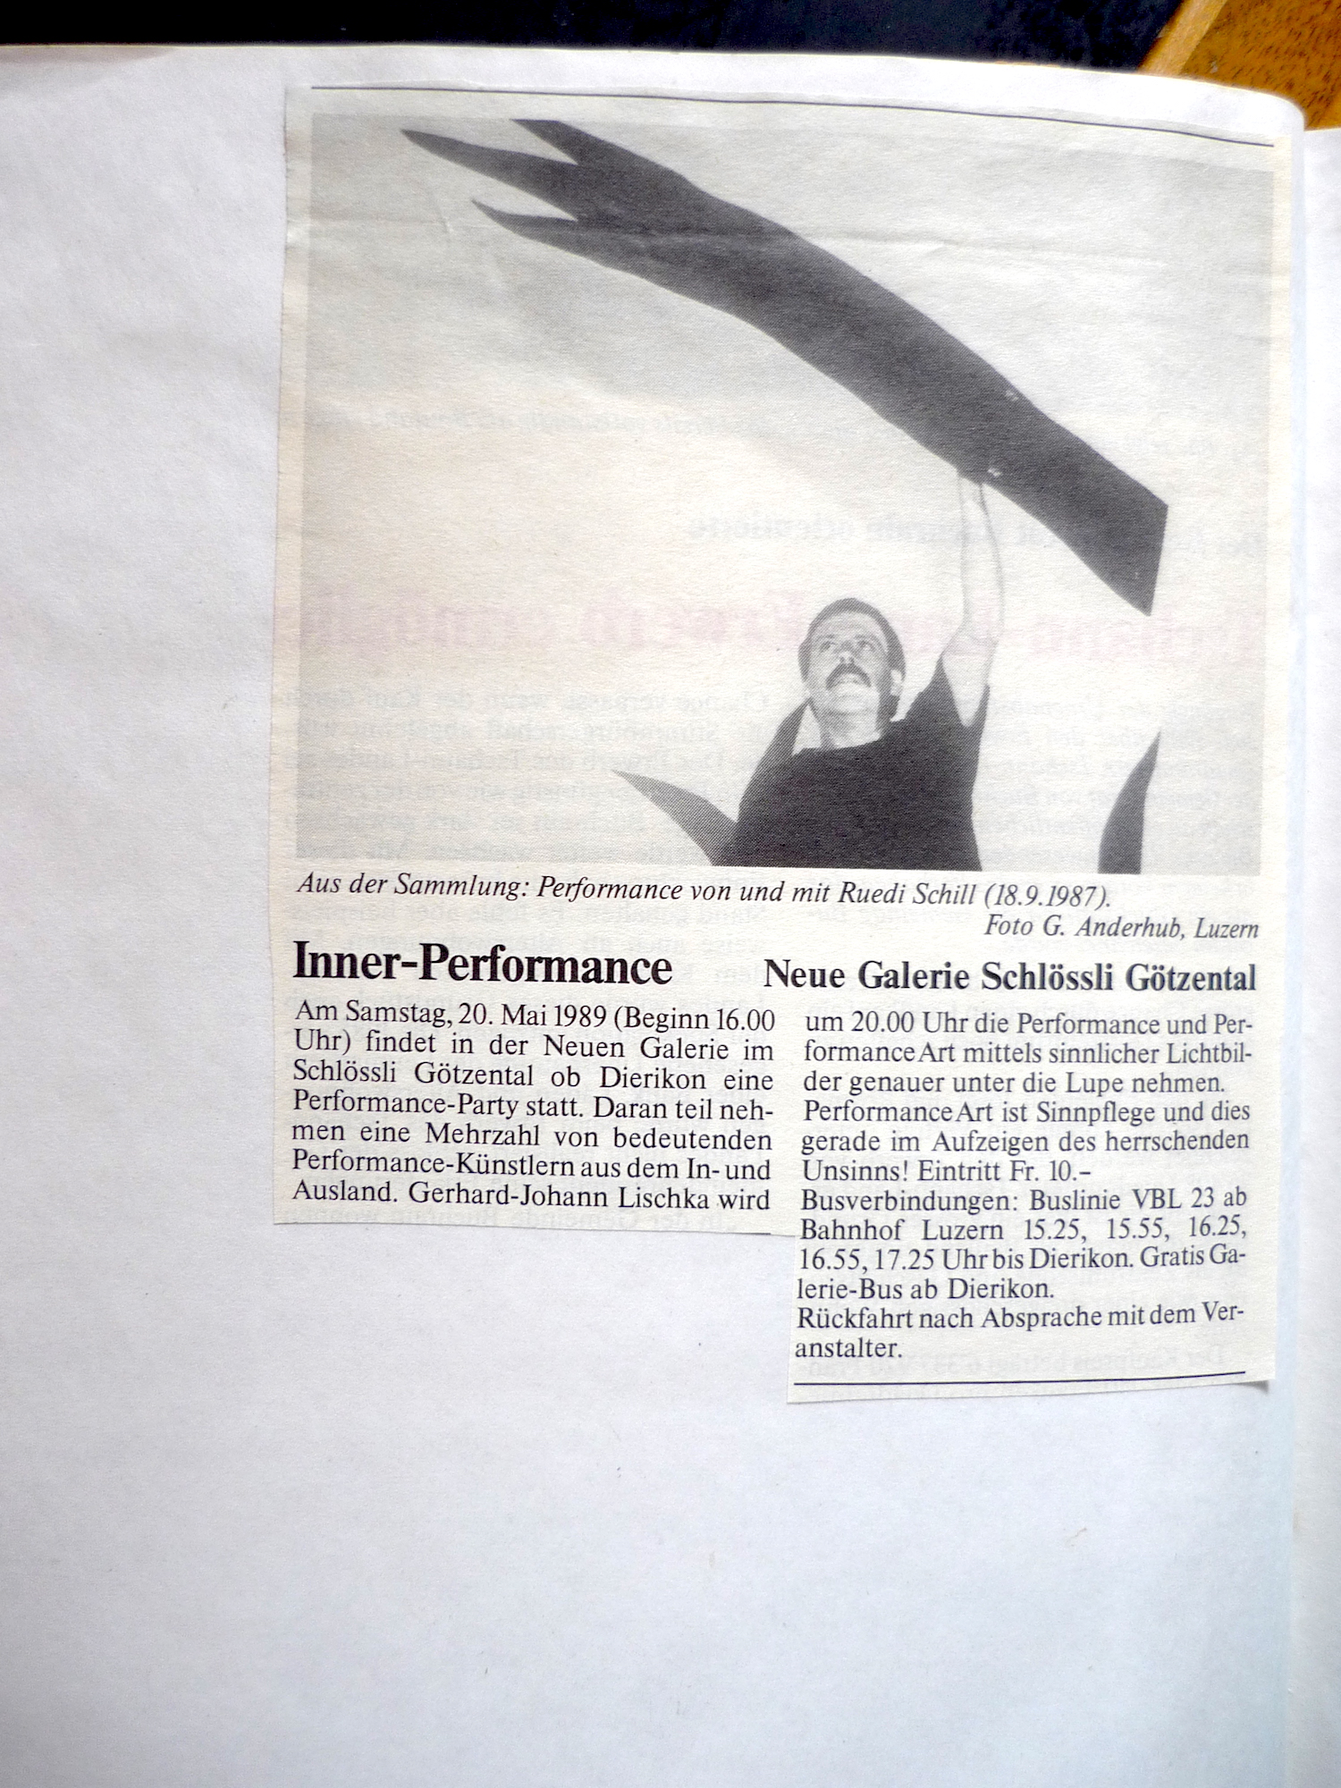 Aus der Sammlung: Performance von und mit Ruedi Schill (18.9.1987).
Foto G. Anderhub, Luzern
Inner-Performance
Neue Galerie Schlössli Götzental
Am Samstag, 20. Mai 1989 (Beginn 16.00
Uhr) findet in der Neuen Galerie im
Schlössli Götzental ob Dierikon eine
Performance-Party statt. Daran teil neh-
men eine Mehrzahl von bedeutenden
Performance-Künstlern aus dem In- und
Ausland. Gerhard-Johann Lischka wird
um 20.00 Uhr die Performance und Per-
formance Art mittels sinnlicher Lichtbil-
der genauer unter die Lupe nehmen.
Performance Art ist Sinnpflege und dies
gerade im Aufzeigen des herrschenden
Unsinns! Eintritt Fr. 10.–
Busverbindungen: Buslinie VBL 23 ab
Bahnhof Luzern 15.25, 15.55, 16.25,
16.55, 17.25 Uhr bis Dierikon. Gratis Ga-
lerie-Bus ab Dierikon.
Rückfahrt nach Absprache mit dem Ver-
anstalter.